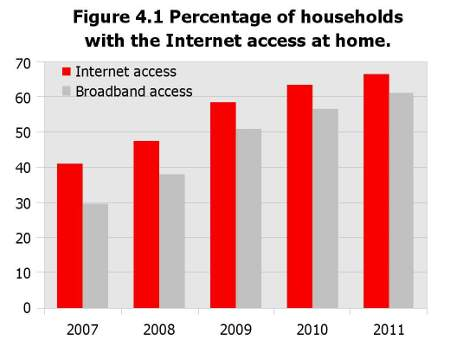 Figure 4.1 Percentage of households
with the Internet access at home.
70
Internet access
Broadband access
60
50
40
30
20
10
0
2007 2008 2009 2010 2011